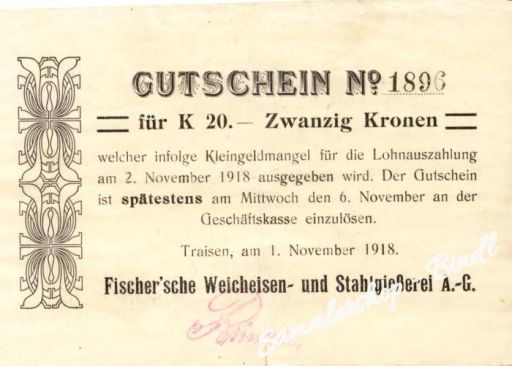 GUTSCHEIN Nº 1896
für K 20.— Zwanzig Kronen
welcher infolge Kleingeldmangel für die Lohnauszahlung
am 2. November 1918 ausgegeben wird. Der Gutschein
ist spätestens am Mittwoch den 6. November an der
Geschäftskasse einzulösen.
Traisen, am 1. November 1918.
Fischer'sche Weicheisen- und Stahlgießerei A.-G.
Sammlershop - Bindl